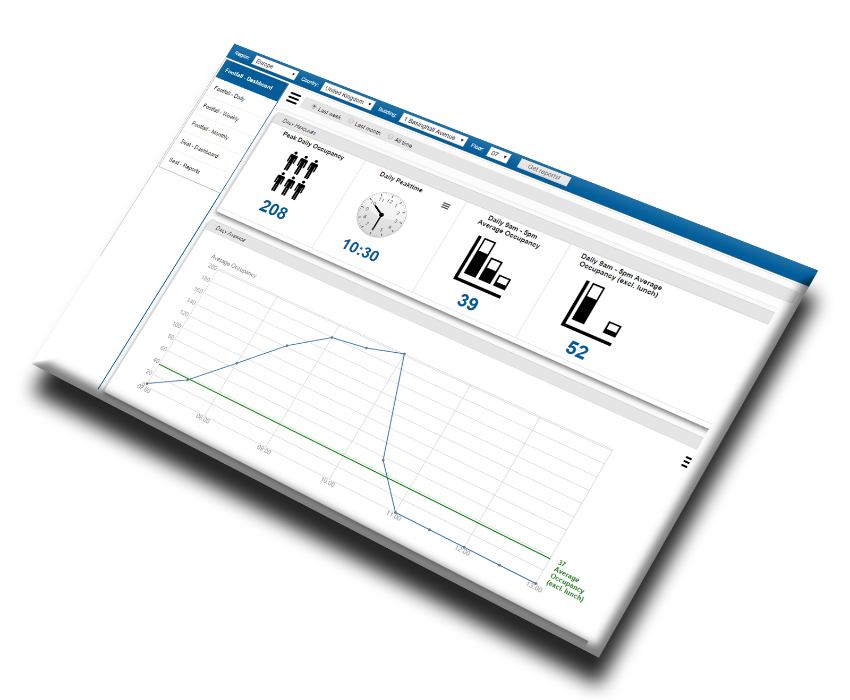 Region: Europe Country: United Kingdom Building: 1 Basinghall Avenue Floor: 07 Get reports!
Footfall - Dashboard
Footfall - Daily
Footfall - Weekly
Footfall - Monthly
Seat - Dashboard
Seat - Reports
Last week Last month All time
Daily Headlines
Peak Daily Occupancy
208
Daily Peaktime
10:30
Daily 9am - 5pm
Average Occupancy
39
Daily 9am - 5pm Average
Occupancy (excl. lunch)
52
Daily Average
Average Occupancy
200
180
160
140
120
100
80
60
40
20
0
07:00
08:00
09:00
10:00
11:00
12:00
13:00
37
Average
Occupancy
(excl. lunch)